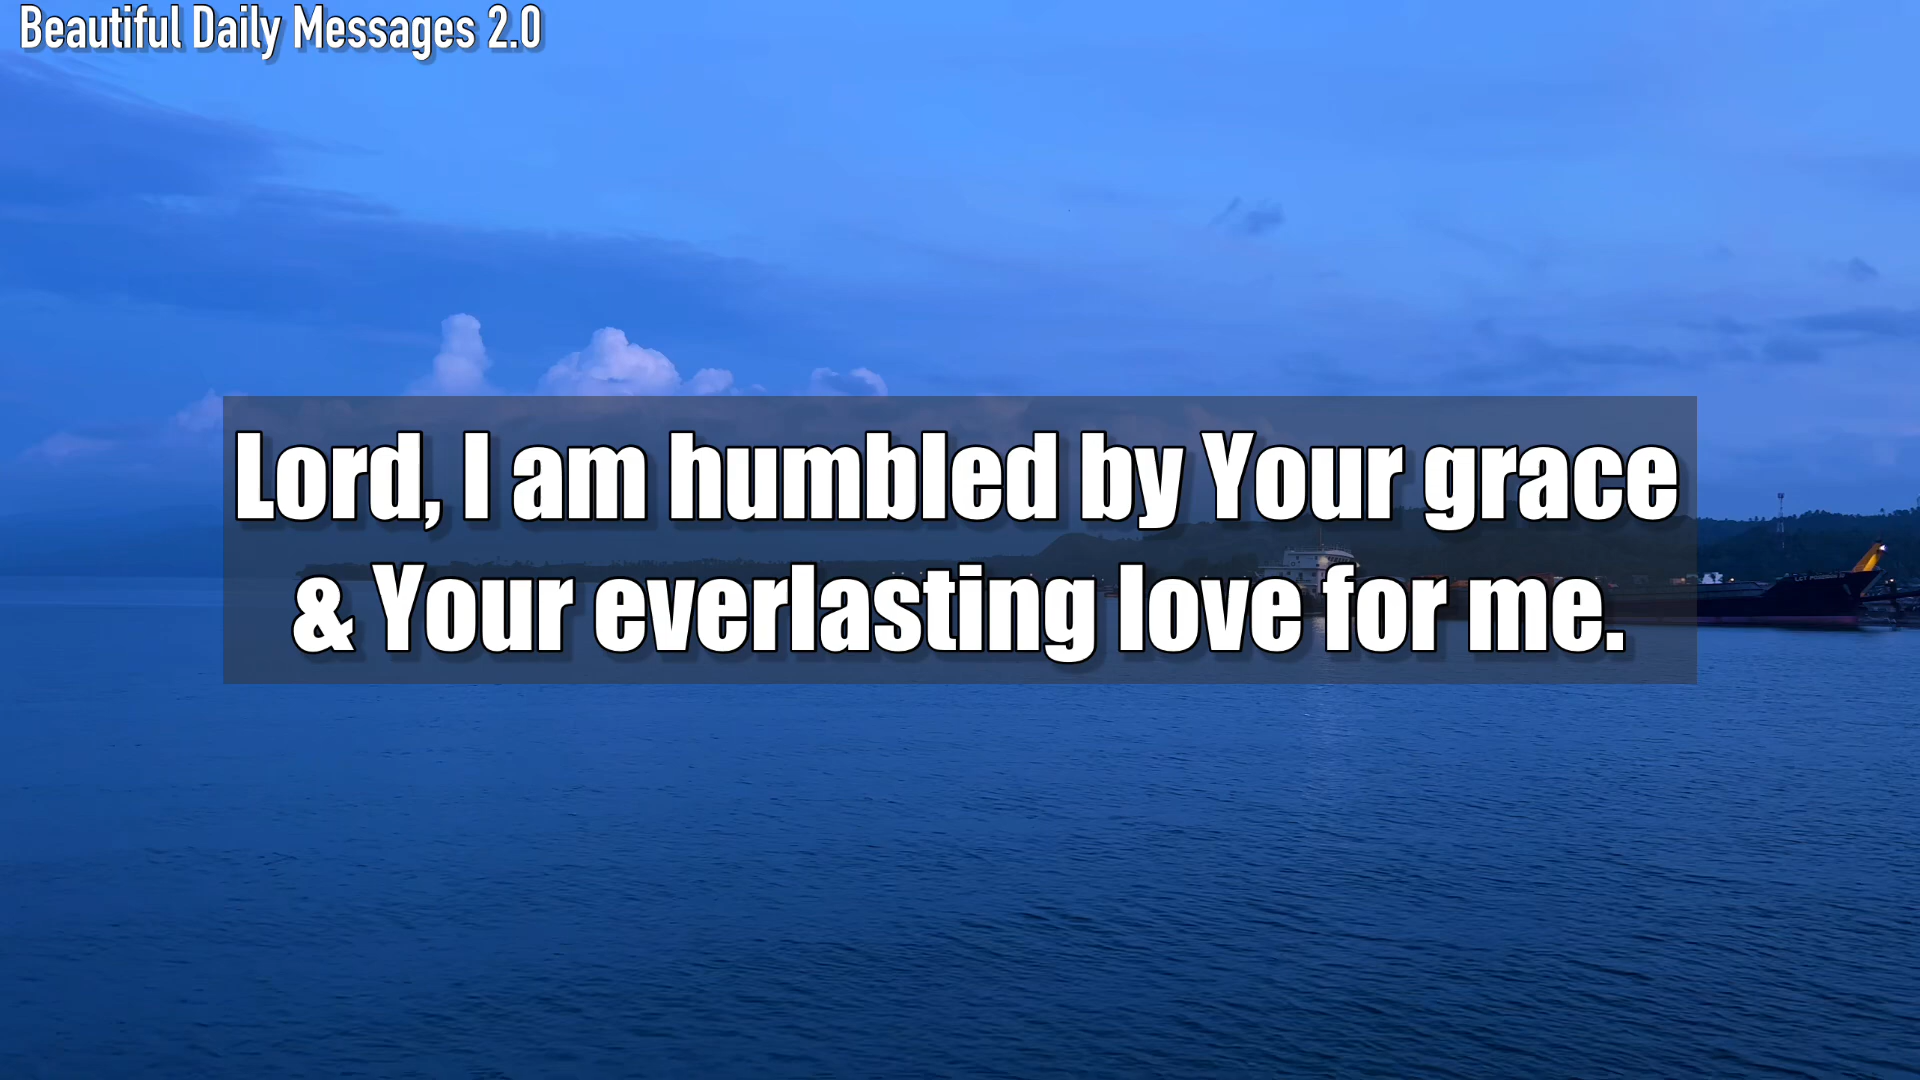 Beautiful Daily Messages 2.0
Lord, I am humbled by Your grace
& Your everlasting love for me.